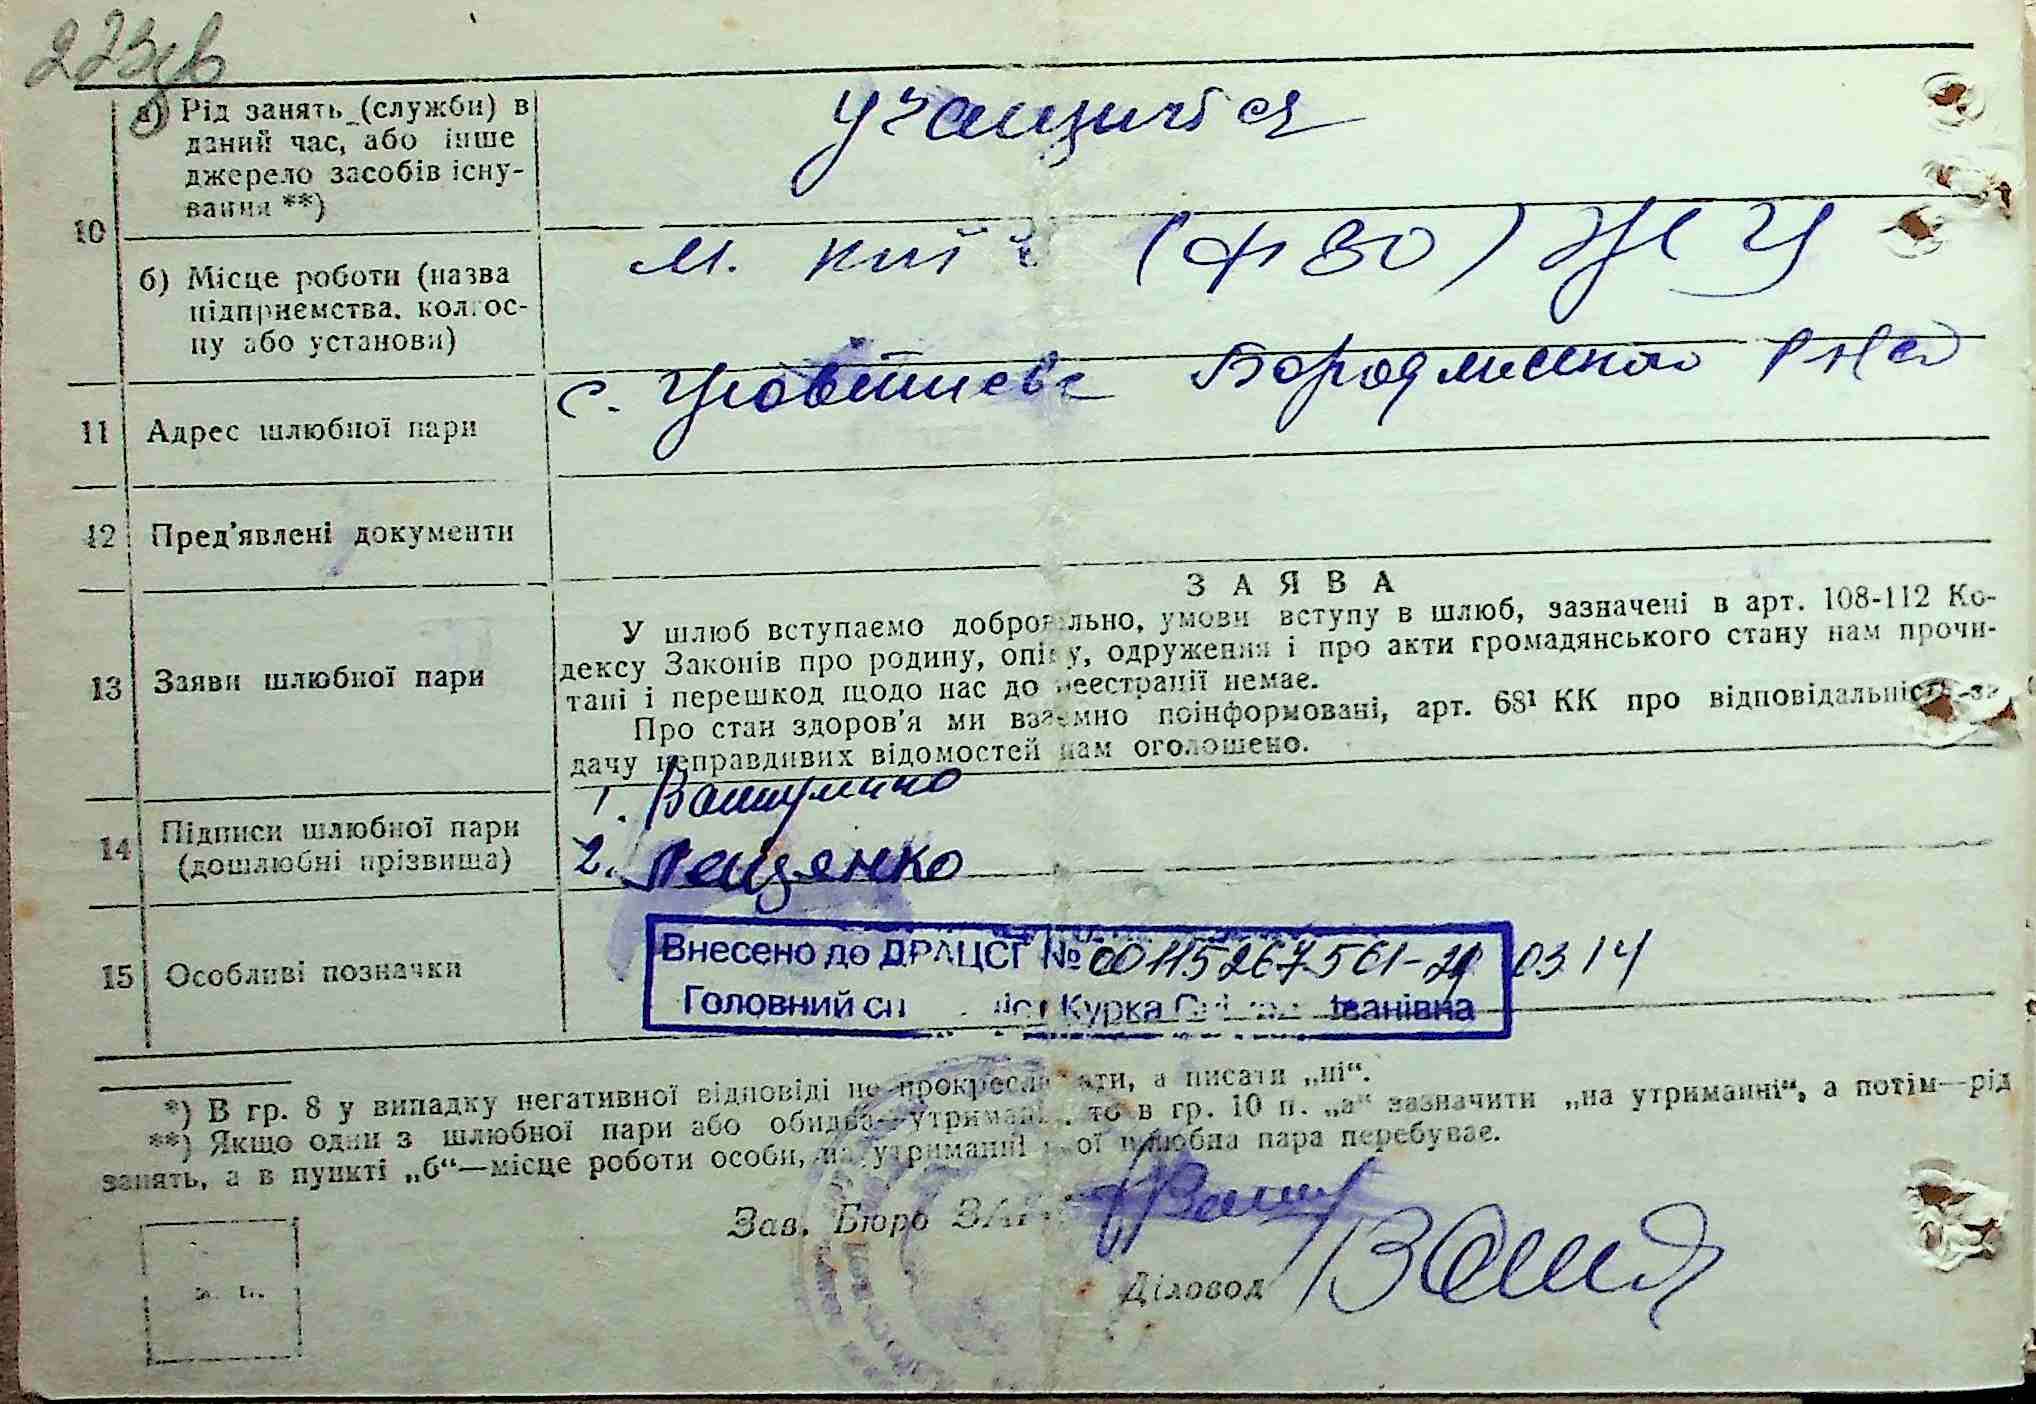 223зв
10
а) Рід занять (служби) в
даний час, або інше
джерело засобів існу-
вання **)
учащийся
б) Місце роботи (назва
підприємства, колгос-
пу або установи)
м. Київ (ФЗО) ЖУ
11 Адрес шлюбної пари
с. Бородянского р-на
12 Пред'явлені документи
13 Заяви шлюбної пари
ЗАЯВА
У шлюб вступаємо добровільно, умови вступу в шлюб, зазначені в арт. 108-112 Ко-
дексу Законів про родину, опіку, одруження і про акти громадянського стану нам прочи-
тані і перешкод щодо нас до реєстрації немає.
Про стан здоров'я ми взаємно поінформовані, арт. 68¹ КК про відповідальність за
дачу неправдивих відомостей нам оголошено.
14 Підписи шлюбної пари
(дошлюбні прізвища)
1.
2.
15 Особливі позначки
Внесено до ДРАЦСГ № 00115267561-21 03 14
Головний сп Курка Іванівна
*) В гр. 8 у випадку негативної відповіді не прокреслювати, а писати „ні“.
**) Якщо один з шлюбної пари або обидва утриманці, то в гр. 10 п. „а“ зазначити „на утриманні“, а потім—рід
занять, а в пункті „б“—місце роботи особи, на утриманні якої шлюбна пара перебуває.
Зав. Бюро ЗАГС
Діловод